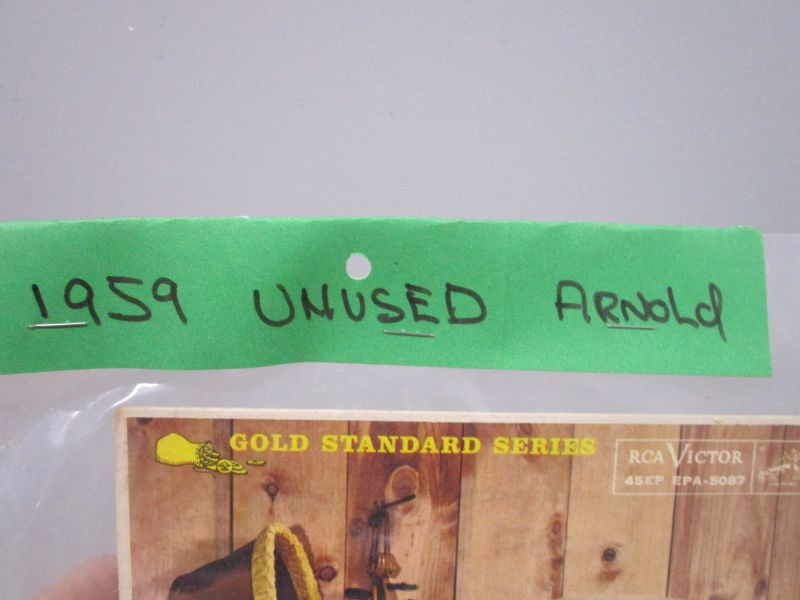 1959 UNUSED ARNOLd
GOLD STANDARD SERIES
RCA VICTOR
45EP EPA-5087